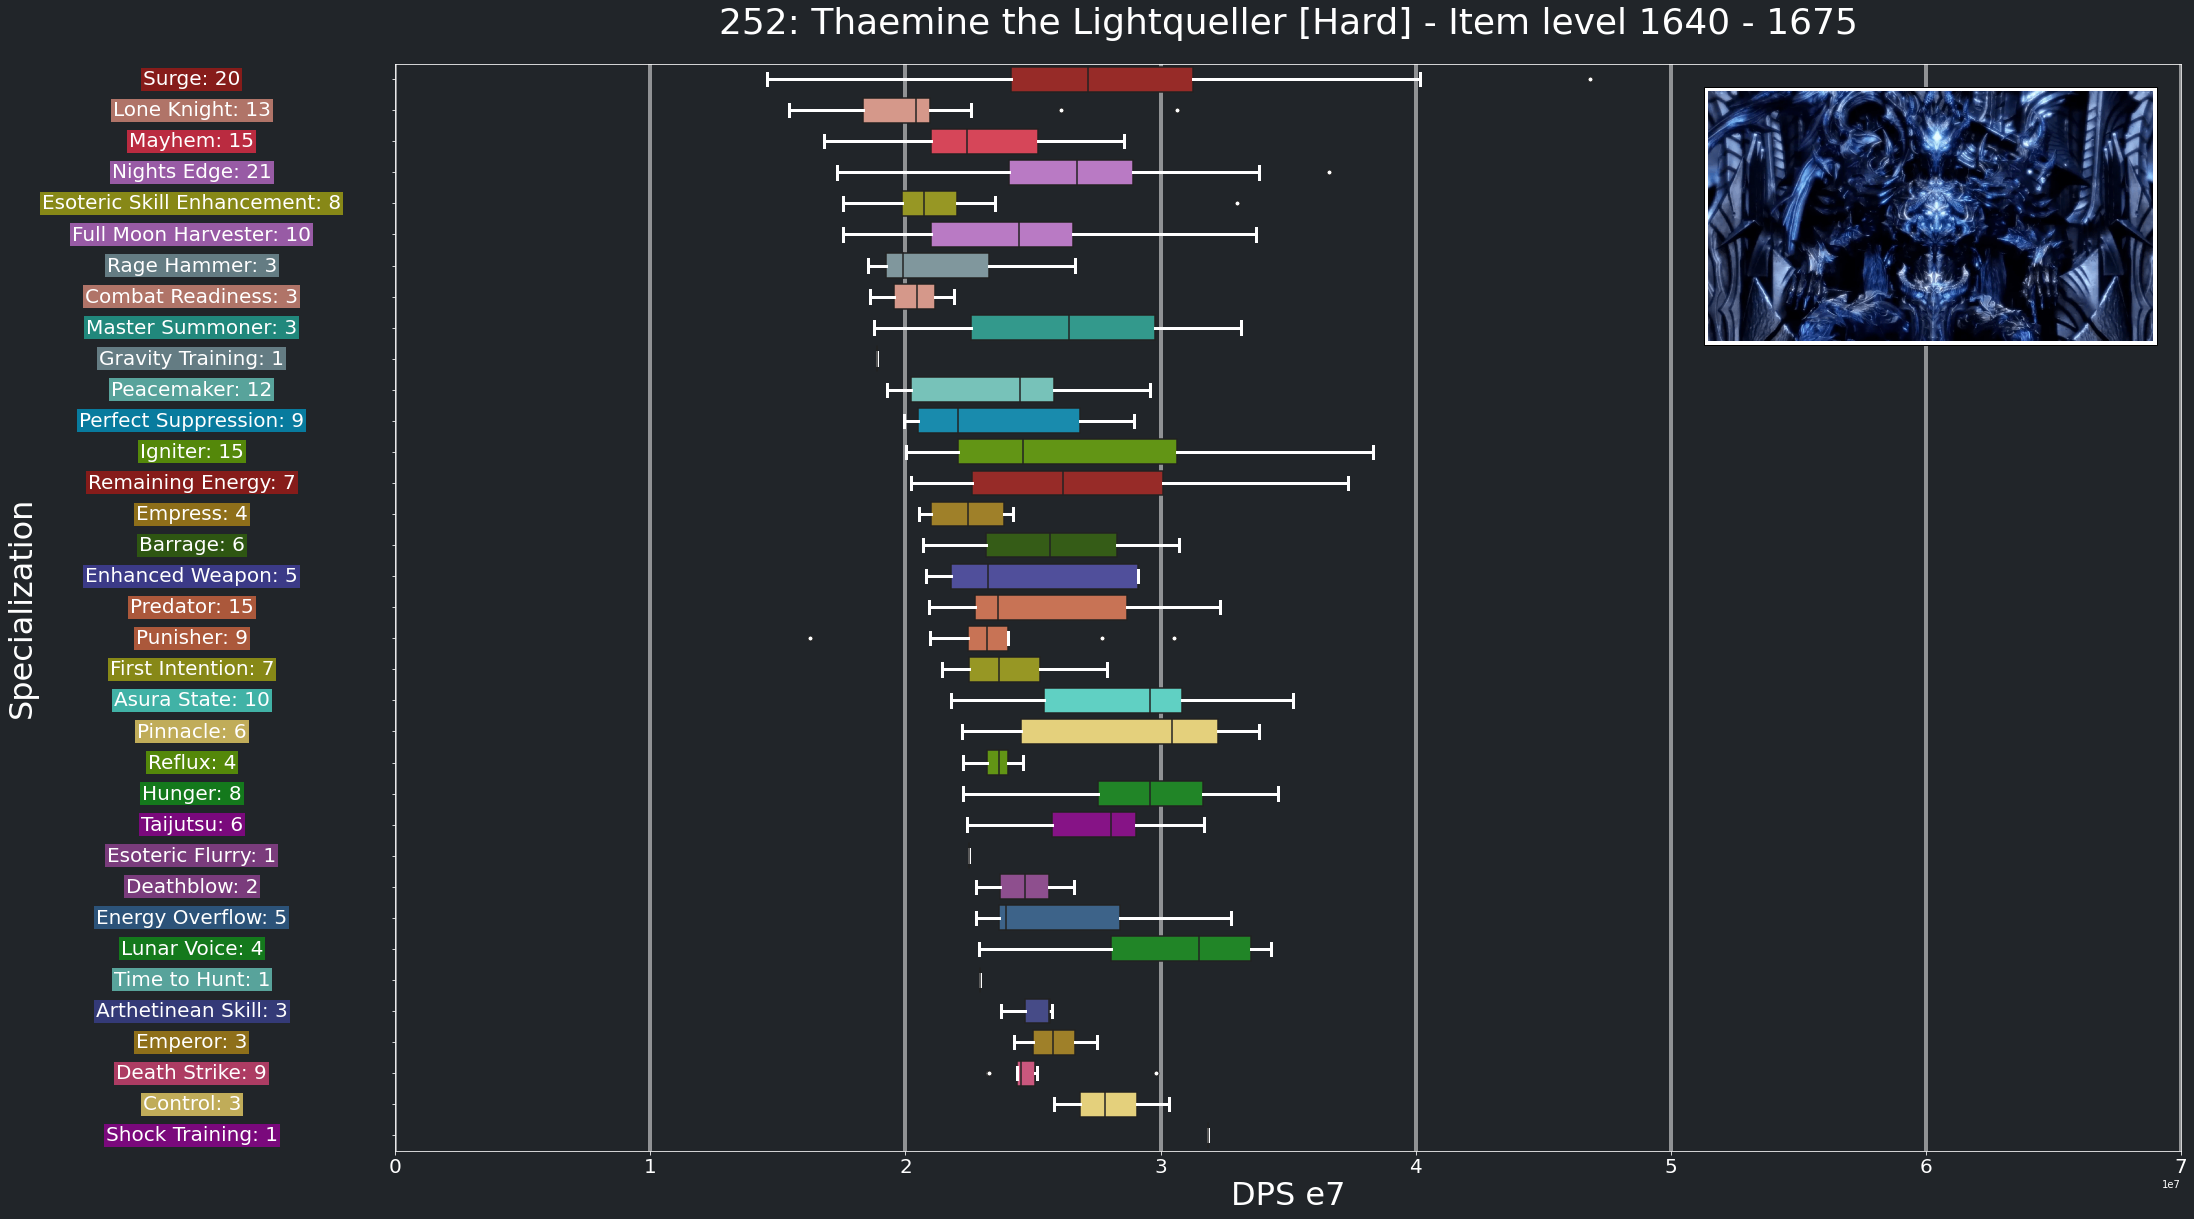 252: Thaemine the Lightqueller [Hard] - Item level 1640 - 1675
Specialization
Surge: 20
Lone Knight: 13
Mayhem: 15
Nights Edge: 21
Esoteric Skill Enhancement: 8
Full Moon Harvester: 10
Rage Hammer: 3
Combat Readiness: 3
Master Summoner: 3
Gravity Training: 1
Peacemaker: 12
Perfect Suppression: 9
Igniter: 15
Remaining Energy: 7
Empress: 4
Barrage: 6
Enhanced Weapon: 5
Predator: 15
Punisher: 9
First Intention: 7
Asura State: 10
Pinnacle: 6
Reflux: 4
Hunger: 8
Taijutsu: 6
Esoteric Flurry: 1
Deathblow: 2
Energy Overflow: 5
Lunar Voice: 4
Time to Hunt: 1
Arthetinean Skill: 3
Emperor: 3
Death Strike: 9
Control: 3
Shock Training: 1
0 1 2 3 4 5 6 7
1e7
DPS e7